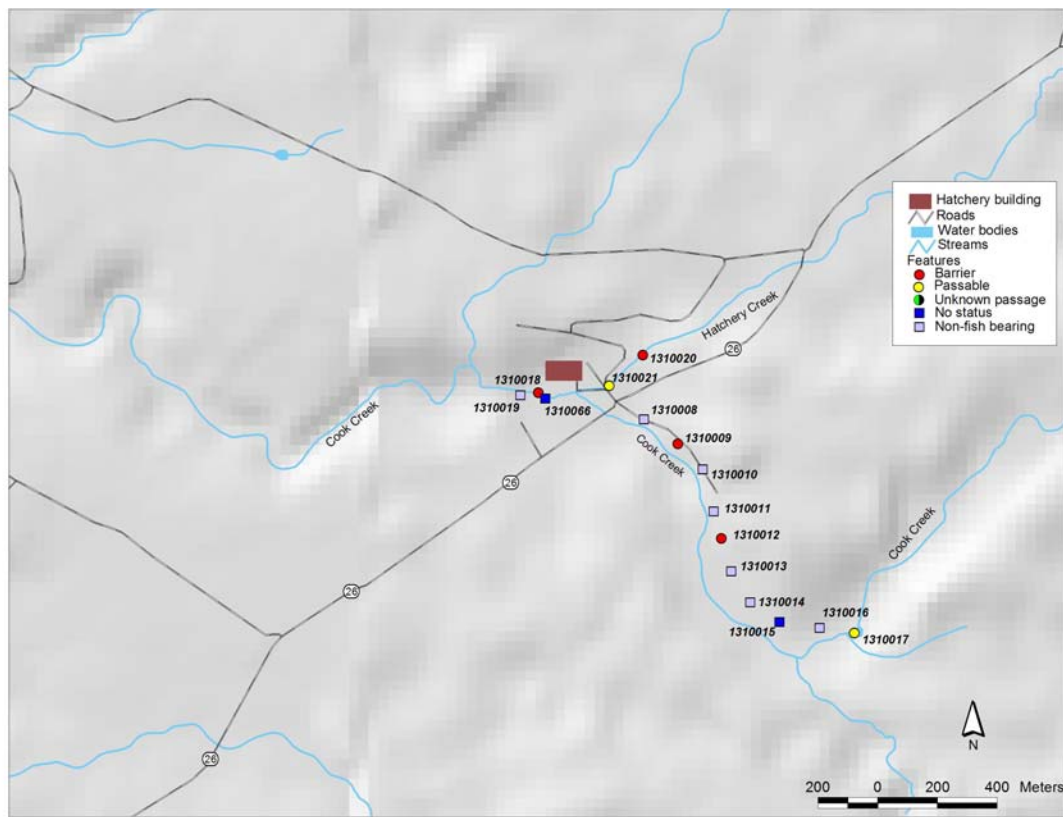 Hatchery building
Roads
Water bodies
Streams
Features
Barrier
Passable
Unknown passage
No status
Non-fish bearing
Hatchery Creek
26
1310020
1310021
1310018
1310019
1310066
1310008
Cook Creek
Cook Creek
1310009
1310010
26
1310011
Cook Creek
1310012
1310013
26
1310014
1310016
1310015
1310017
N
26
200 0 200 400 Meters